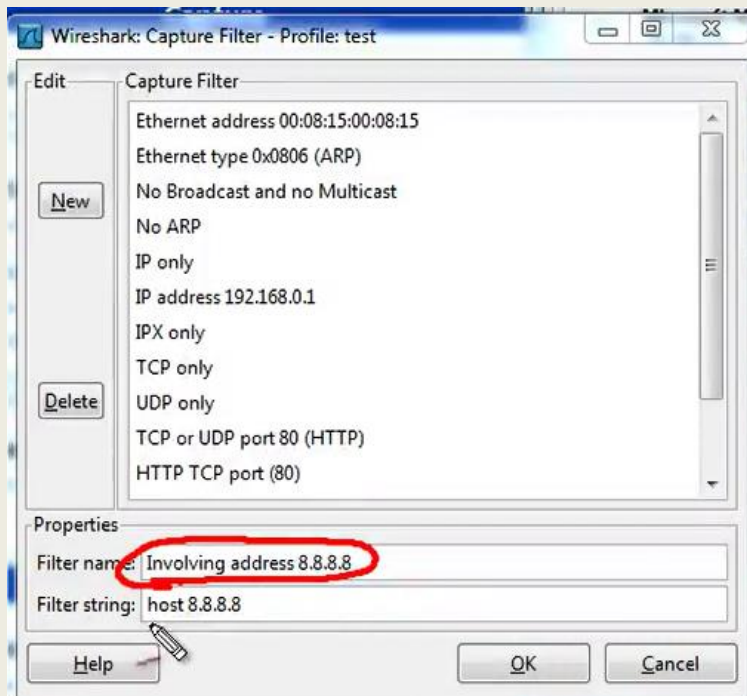 Wireshark: Capture Filter - Profile: test
Edit
Capture Filter
New
Delete
Ethernet address 00:08:15:00:08:15
Ethernet type 0x0806 (ARP)
No Broadcast and no Multicast
No ARP
IP only
IP address 192.168.0.1
IPX only
TCP only
UDP only
TCP or UDP port 80 (HTTP)
HTTP TCP port (80)
Properties
Filter name: Involving address 8.8.8.8
Filter string: host 8.8.8.8
Help
OK
Cancel